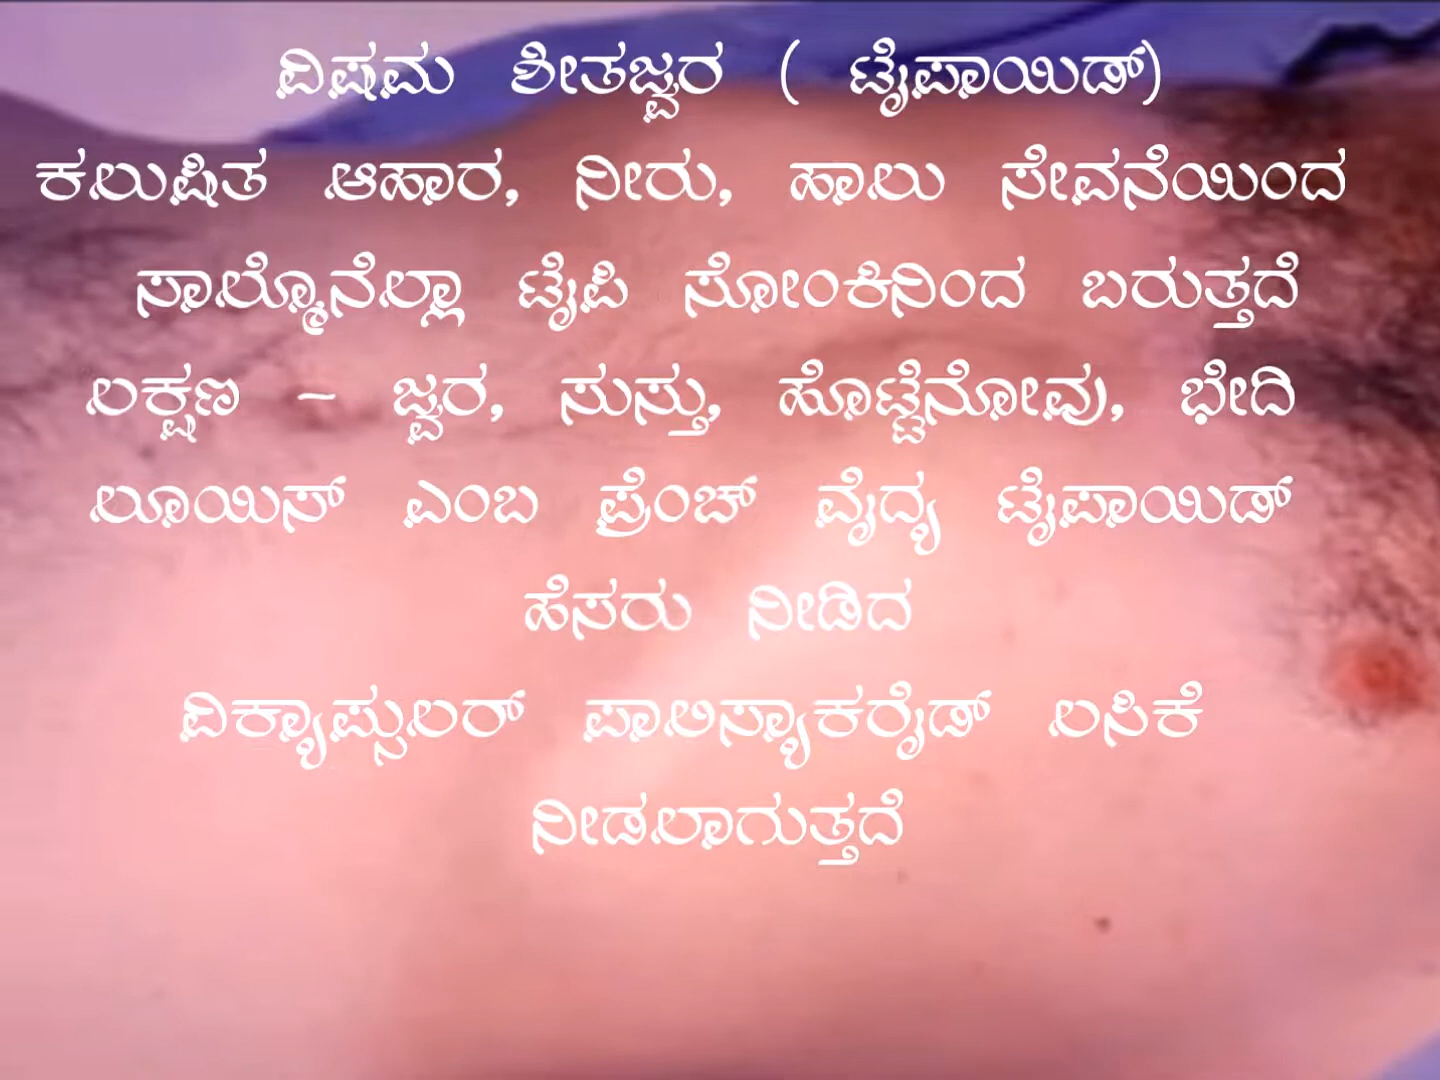 ವಿಷಮ ಶೀತಜ್ವರ ( ಟೈಪಾಯಿಡ್)
ಕಲುಷಿತ ಆಹಾರ, ನೀರು, ಹಾಲು ಸೇವನೆಯಿಂದ
ಸಾಲ್ಮೊನೆಲ್ಲಾ ಟೈಪಿ ಸೋಂಕಿನಿಂದ ಬರುತ್ತದೆ
ಲಕ್ಷಣ - ಜ್ವರ, ಸುಸ್ತು, ಹೊಟ್ಟೆನೋವು, ಭೇದಿ
ಲೂಯಿಸ್ ಎಂಬ ಪ್ರೆಂಚ್ ವೈದ್ಯ ಟೈಪಾಯಿಡ್
ಹೆಸರು ನೀಡಿದ
ವಿಕ್ಯಾಪ್ಸುಲರ್ ಪಾಲಿಸ್ಯಾಕರೈಡ್ ಲಸಿಕೆ
ನೀಡಲಾಗುತ್ತದೆ